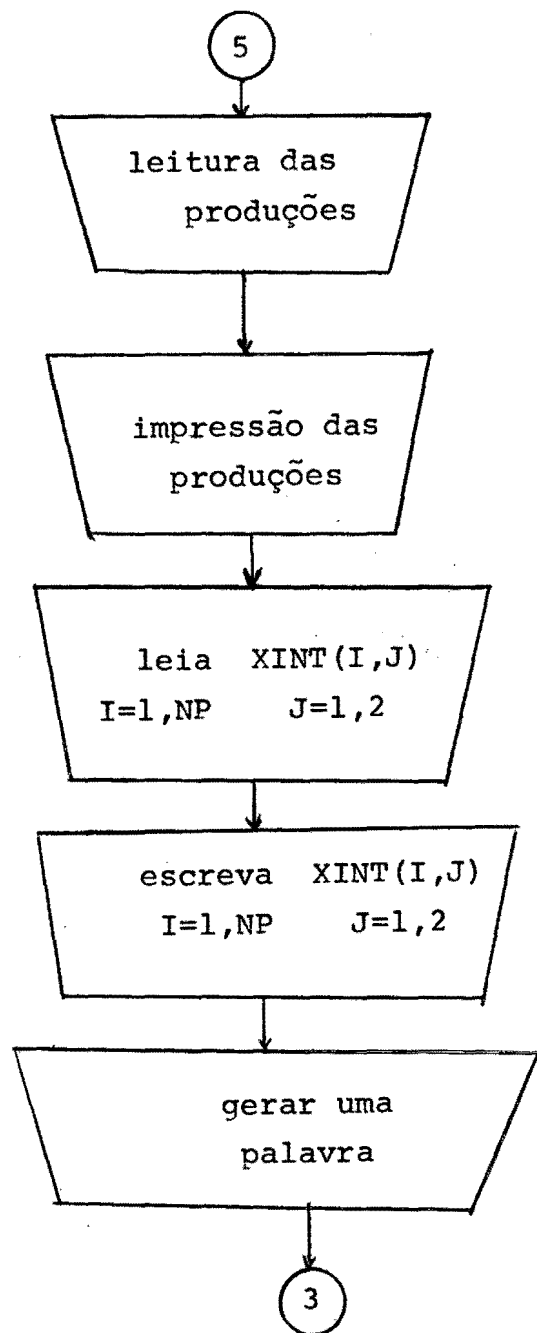 5
leitura das
produções
impressão das
produções
leia XINT(I,J)
I=1,NP J=1,2
escreva XINT(I,J)
I=1,NP J=1,2
gerar uma
palavra
3